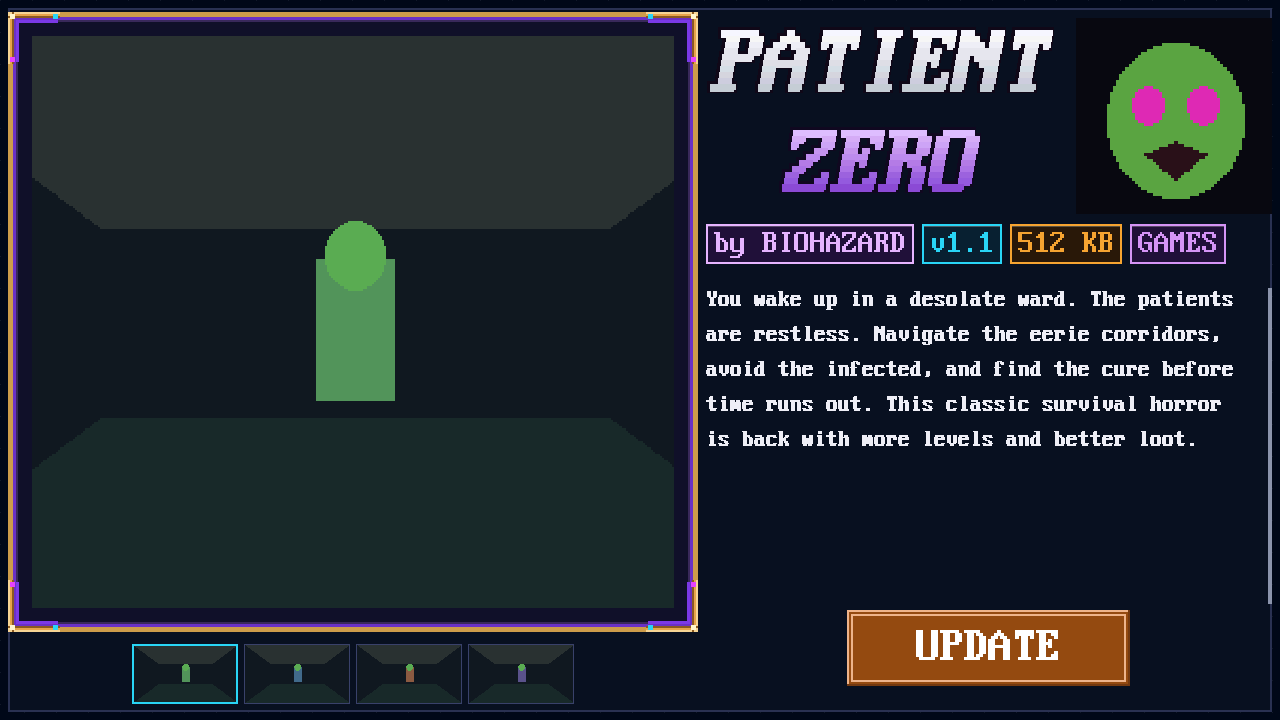 PATIENT
ZERO
by BIOHAZARD v1.1 512 KB GAMES
You wake up in a desolate ward. The patients
are restless. Navigate the eerie corridors,
avoid the infected, and find the cure before
time runs out. This classic survival horror
is back with more levels and better loot.
UPDATE